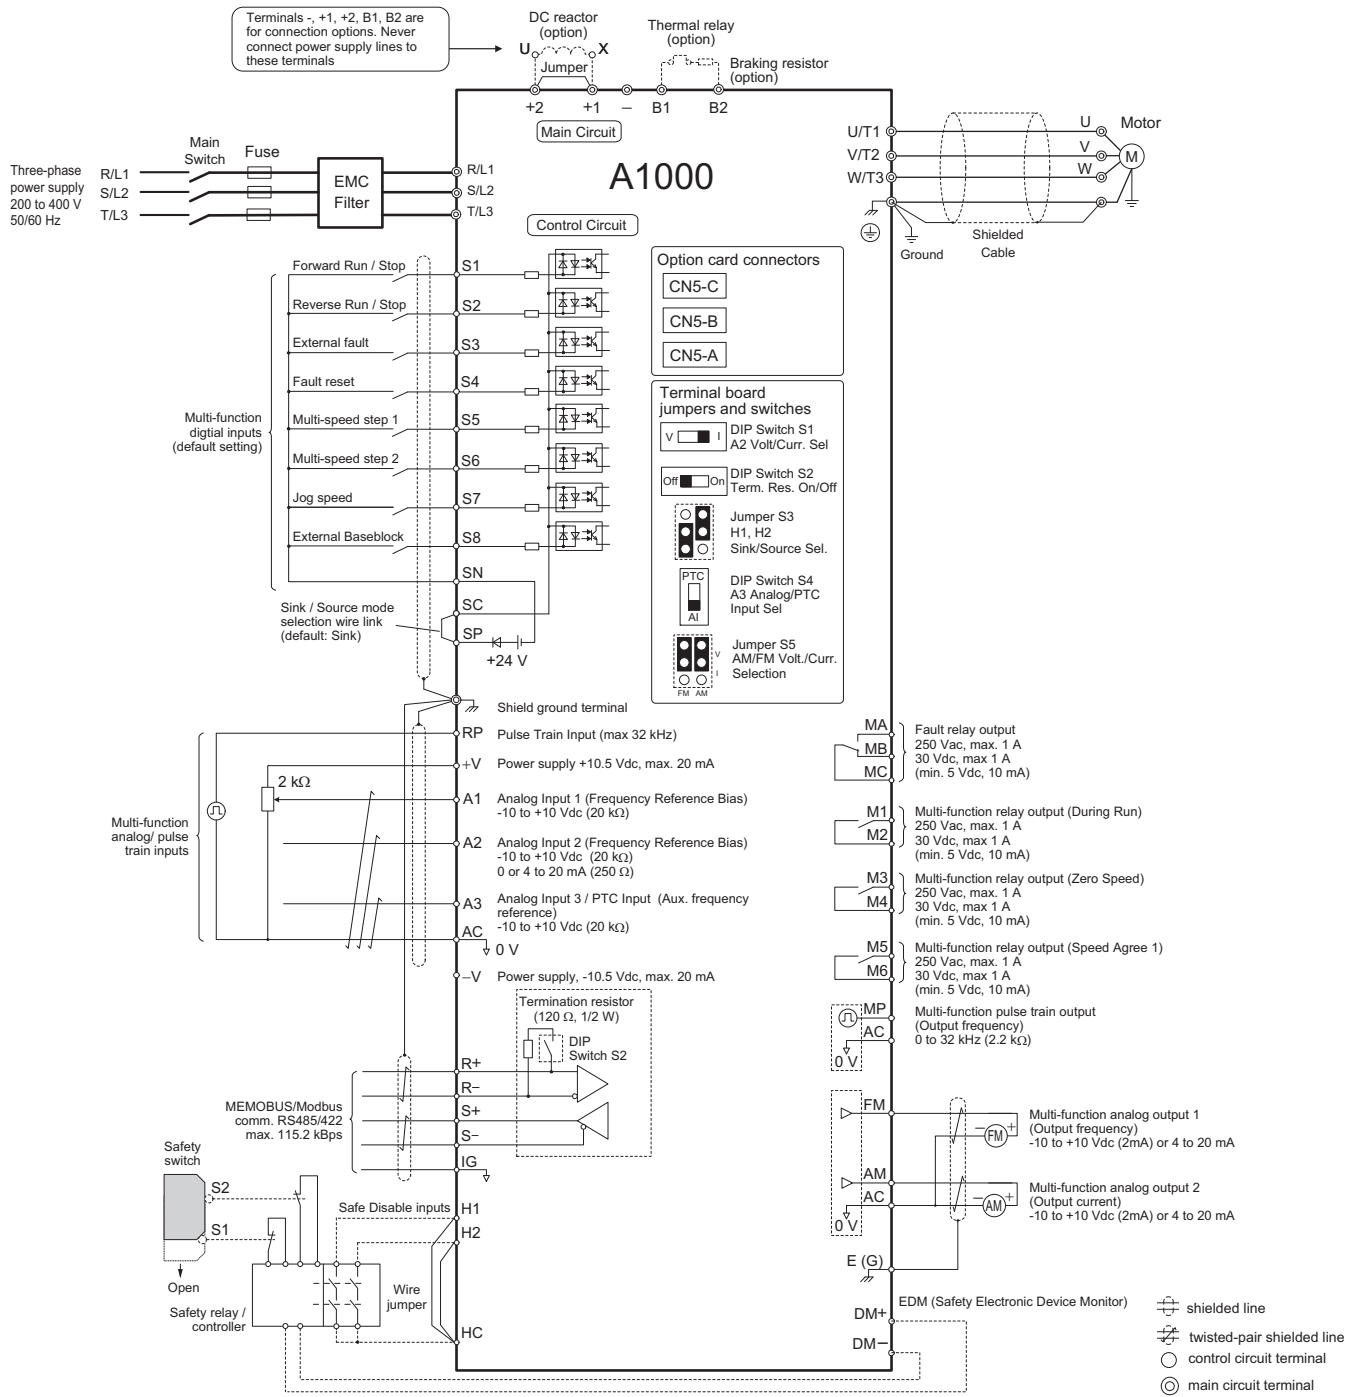 Terminals -, +1, +2, B1, B2 are
for connection options. Never
connect power supply lines to
these terminals
DC reactor
(option)
U
X
Jumper
Thermal relay
(option)
Braking resistor
(option)
+2
+1
–
B1
B2
Main Circuit
A1000
Three-phase
power supply
200 to 400 V
50/60 Hz
R/L1
S/L2
T/L3
Main
Switch
Fuse
EMC
Filter
R/L1
S/L2
T/L3
U/T1
V/T2
W/T3
U
V
W
Motor
M
Ground
Shielded
Cable
Control Circuit
Multi-function
digtial inputs
(default setting)
Forward Run / Stop
S1
Reverse Run / Stop
S2
External fault
S3
Fault reset
S4
Multi-speed step 1
S5
Multi-speed step 2
S6
Jog speed
S7
External Baseblock
S8
SN
SC
SP
+24 V
Sink / Source mode
selection wire link
(default: Sink)
Option card connectors
CN5-C
CN5-B
CN5-A
Terminal board
jumpers and switches
V
I
DIP Switch S1
A2 Volt/Curr. Sel
Off
On
DIP Switch S2
Term. Res. On/Off
Jumper S3
H1, H2
Sink/Source Sel.
PTC
AI
DIP Switch S4
A3 Analog/PTC
Input Sel
V
I
FM AM
Jumper S5
AM/FM Volt./Curr.
Selection
Shield ground terminal
Multi-function
analog/ pulse
train inputs
2 kΩ
RP
Pulse Train Input (max 32 kHz)
+V
Power supply +10.5 Vdc, max. 20 mA
A1
Analog Input 1 (Frequency Reference Bias)
-10 to +10 Vdc (20 kΩ)
A2
Analog Input 2 (Frequency Reference Bias)
-10 to +10 Vdc (20 kΩ)
0 or 4 to 20 mA (250 Ω)
A3
Analog Input 3 / PTC Input (Aux. frequency
reference)
-10 to +10 Vdc (20 kΩ)
AC
0 V
–V
Power supply, -10.5 Vdc, max. 20 mA
Termination resistor
(120 Ω, 1/2 W)
DIP
Switch S2
MEMOBUS/Modbus
comm. RS485/422
max. 115.2 kBps
R+
R–
S+
S–
IG
Safety
switch
S2
S1
Open
Safety relay /
controller
Safe Disable inputs
Wire
jumper
H1
H2
HC
MA
MB
MC
Fault relay output
250 Vac, max. 1 A
30 Vdc, max 1 A
(min. 5 Vdc, 10 mA)
M1
M2
Multi-function relay output (During Run)
250 Vac, max. 1 A
30 Vdc, max 1 A
(min. 5 Vdc, 10 mA)
M3
M4
Multi-function relay output (Zero Speed)
250 Vac, max. 1 A
30 Vdc, max 1 A
(min. 5 Vdc, 10 mA)
M5
M6
Multi-function relay output (Speed Agree 1)
250 Vac, max. 1 A
30 Vdc, max 1 A
(min. 5 Vdc, 10 mA)
MP
AC
0 V
Multi-function pulse train output
(Output frequency)
0 to 32 kHz (2.2 kΩ)
FM
– FM +
Multi-function analog output 1
(Output frequency)
-10 to +10 Vdc (2mA) or 4 to 20 mA
AM
AC
0 V
– AM +
Multi-function analog output 2
(Output current)
-10 to +10 Vdc (2mA) or 4 to 20 mA
E (G)
EDM (Safety Electronic Device Monitor)
DM+
DM–
shielded line
twisted-pair shielded line
control circuit terminal
main circuit terminal